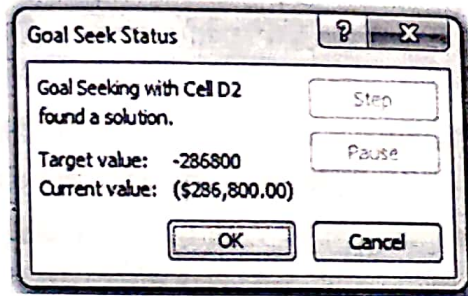 Goal Seek Status
Goal Seeking with Cell D2
found a solution.
Step
Pause
Target value: -286800
Current value: ($286,800.00)
OK
Cancel